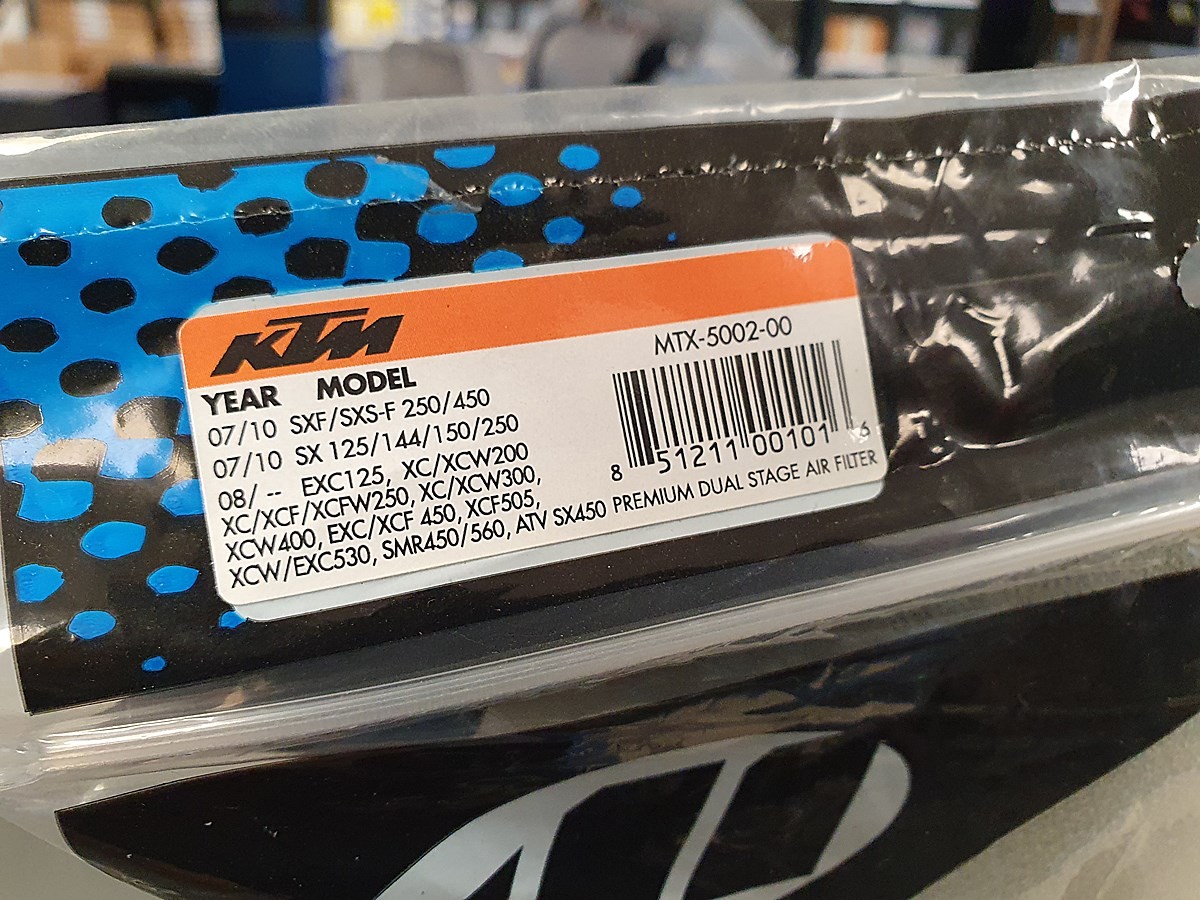 KTM
YEAR MODEL
07/10 SXF/SXS-F 250/450
07/10 SX 125/144/150/250
08/ -- EXC125, XC/XCW200
XC/XCF/XCFW250, XC/XCW300,
XCW400, EXC/XCF 450, XCF505,
XCW/EXC530, SMR450/560, ATV SX450
MTX-5002-00
8 51211 00101 6
PREMIUM DUAL STAGE AIR FILTER